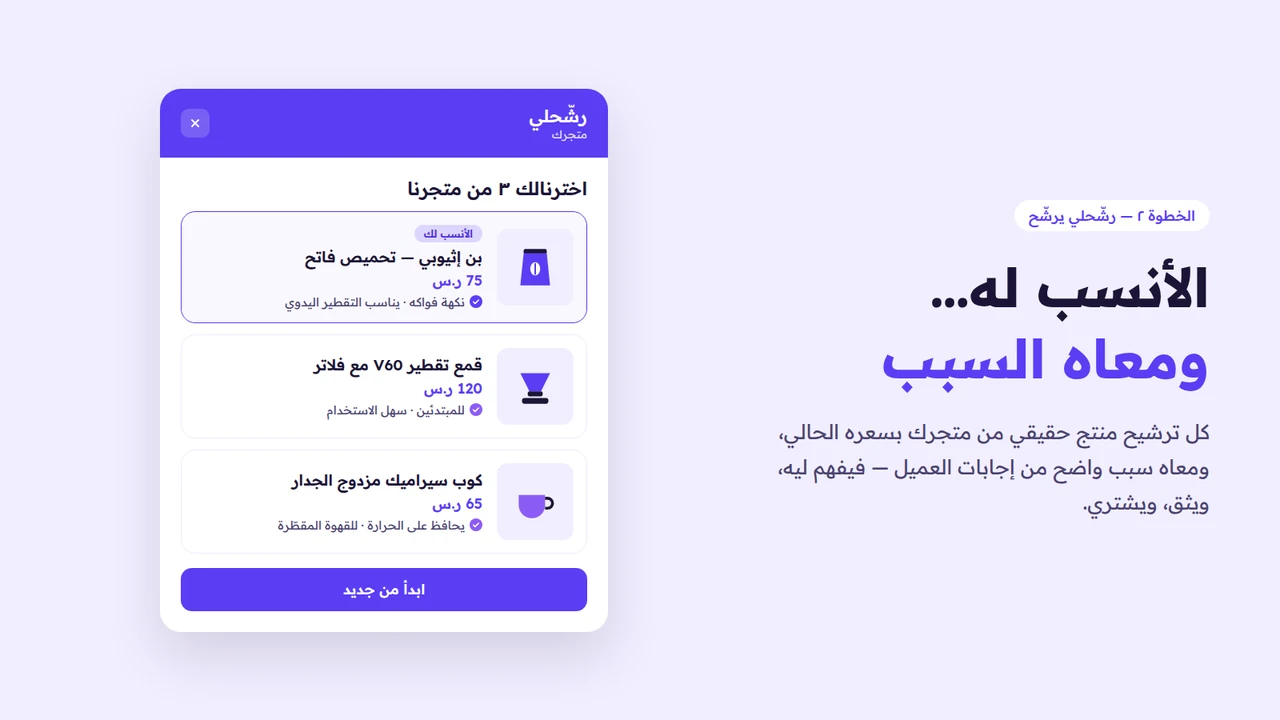 الخطوة ٢ — رشّحلي يرشّح
الأنسب له...
ومعاه السبب
كل ترشيح منتج حقيقي من متجرك بسعره الحالي،
ومعاه سبب واضح من إجابات العميل — فيفهم ليه،
ويثق، ويشتري.
رشّحلي
متجرك
×
اخترنالك ٣ من متجرنا
الأنسب لك
بن إثيوبي — تحميص فاتح
75 ر.س
نكهة فواكه · يناسب التقطير اليدوي
قمع تقطير V60 مع فلاتر
120 ر.س
للمبتدئين · سهل الاستخدام
كوب سيراميك مزدوج الجدار
65 ر.س
يحافظ على الحرارة · للقهوة المقطّرة
ابدأ من جديد